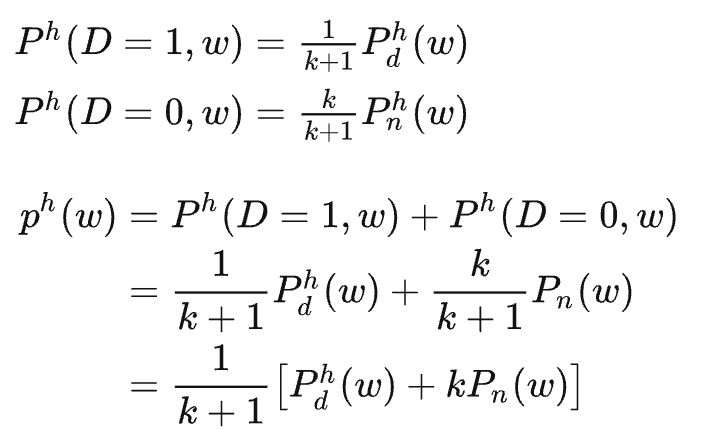 P^h(D = 1, w) = \frac{1}{k+1} P_d^h(w)
P^h(D = 0, w) = \frac{k}{k+1} P_n^h(w)
p^h(w) = P^h(D = 1, w) + P^h(D = 0, w)
= \frac{1}{k+1} P_d^h(w) + \frac{k}{k+1} P_n(w)
= \frac{1}{k+1} [P_d^h(w) + kP_n(w)]